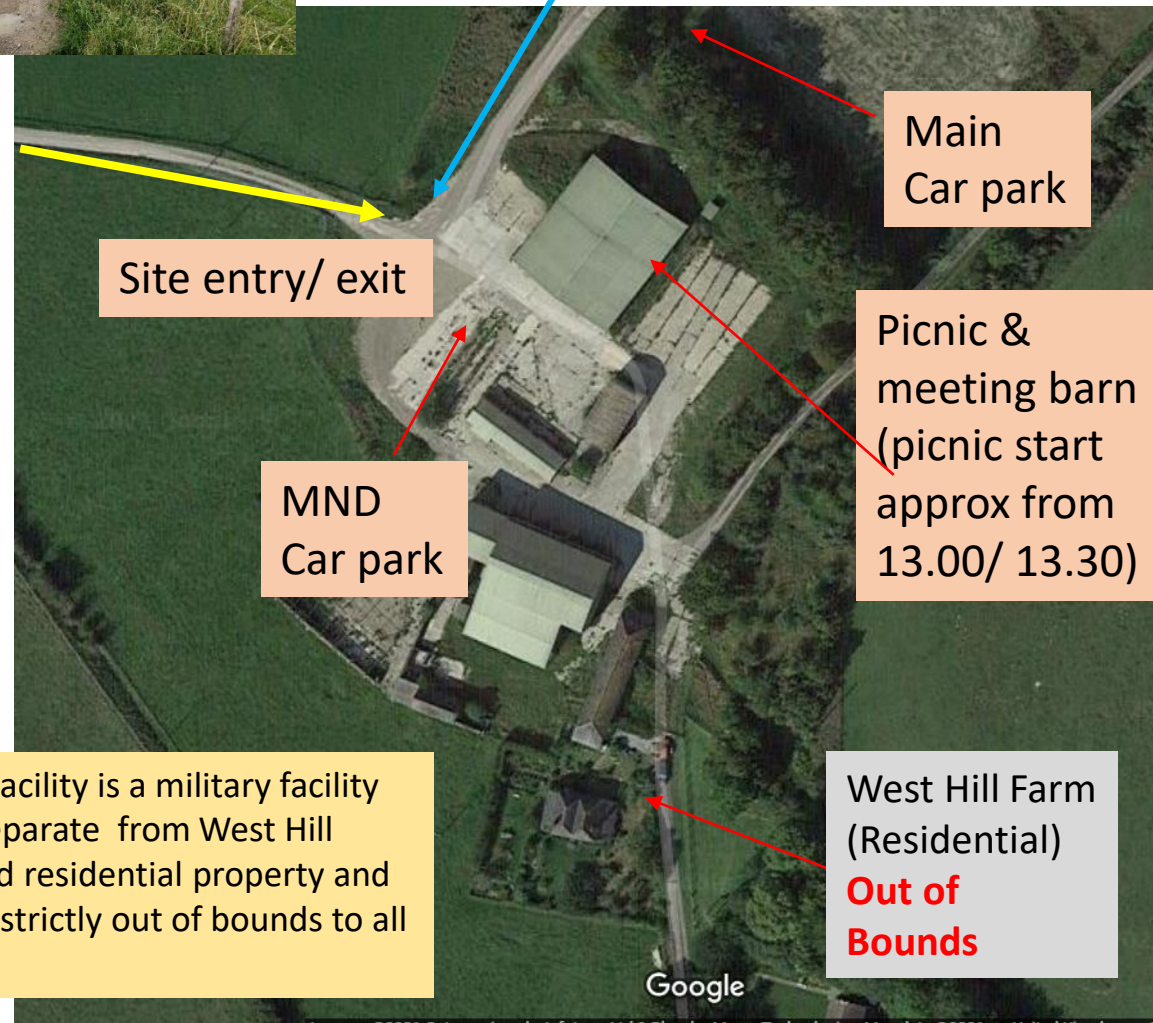 Main
Car park
Site entry/ exit
Picnic &
meeting barn
(picnic start
approx from
13.00/ 13.30)
MND
Car park
acility is a military facility
eparate  from West Hill
d residential property and
strictly out of bounds to all
West Hill Farm
(Residential)
Out of
Bounds
Google